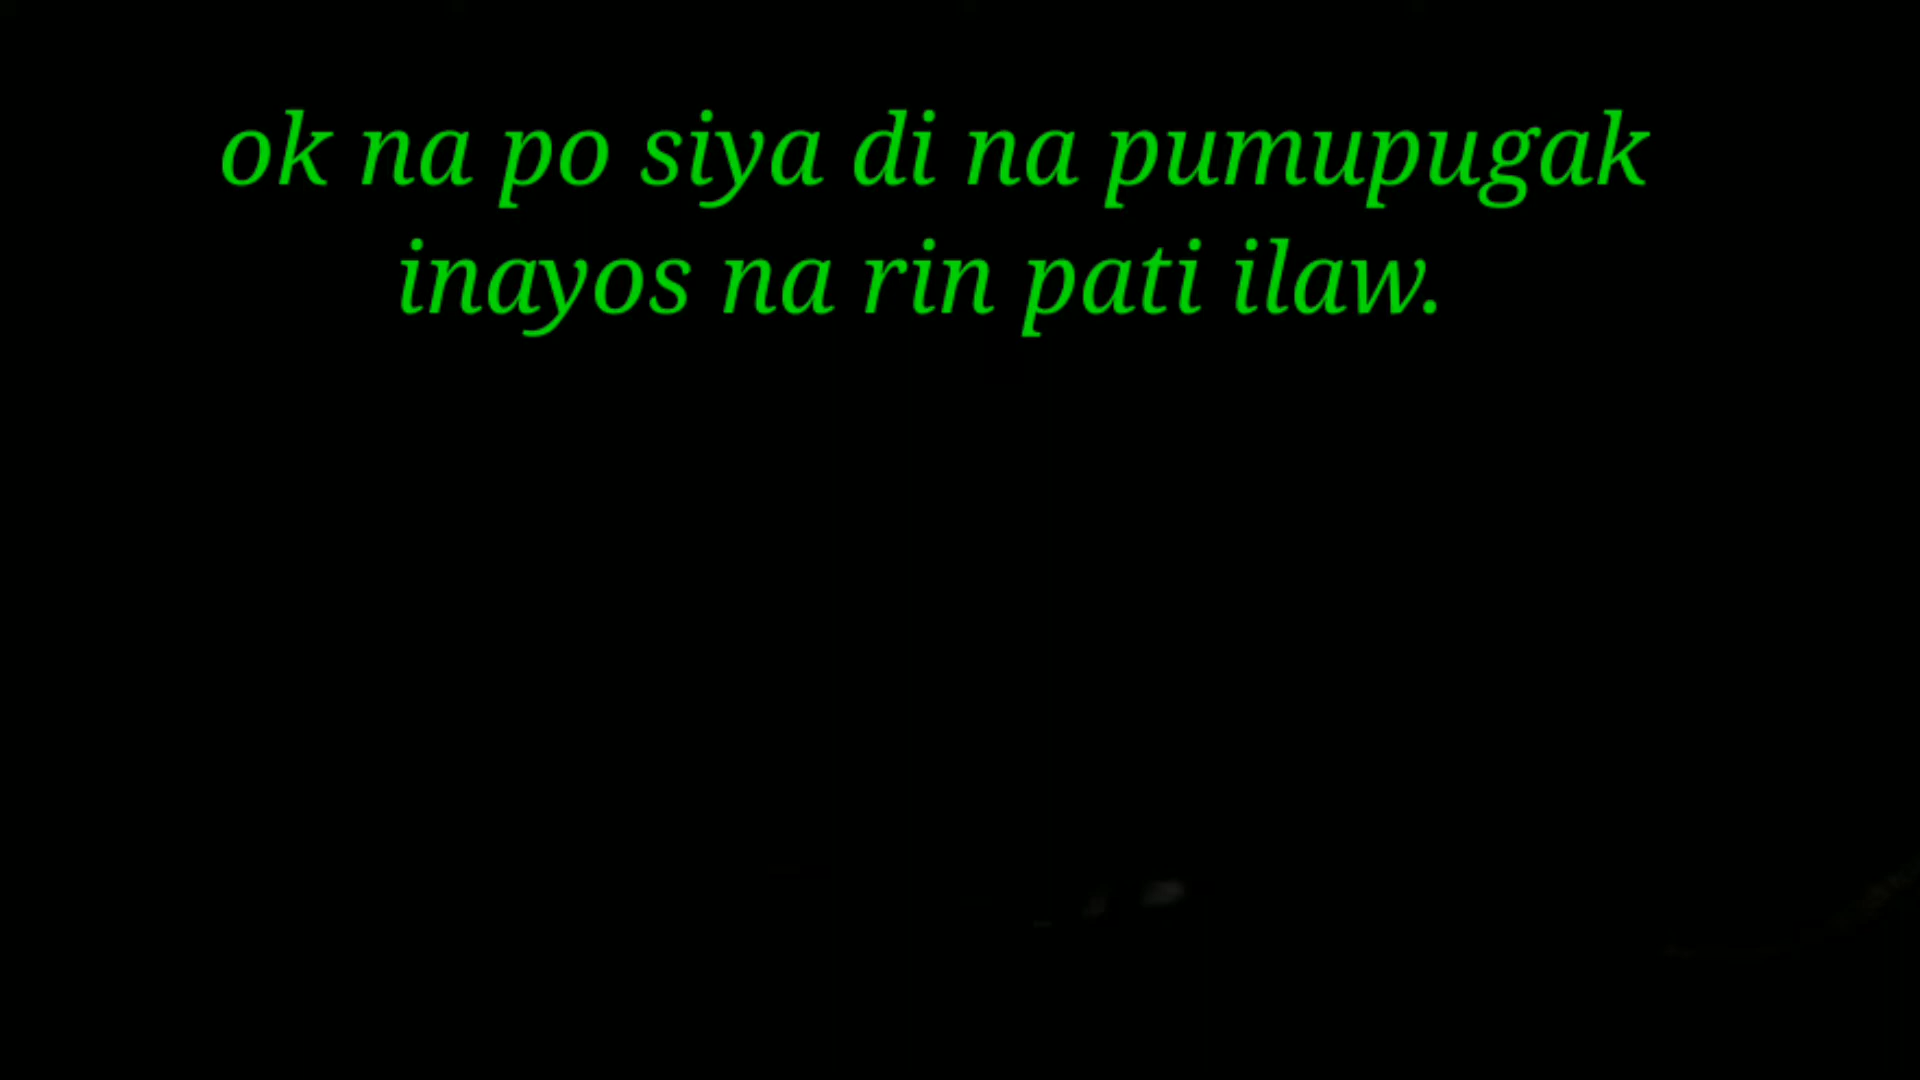 ok na po siya di na pumupugak
inayos na rin pati ilaw.